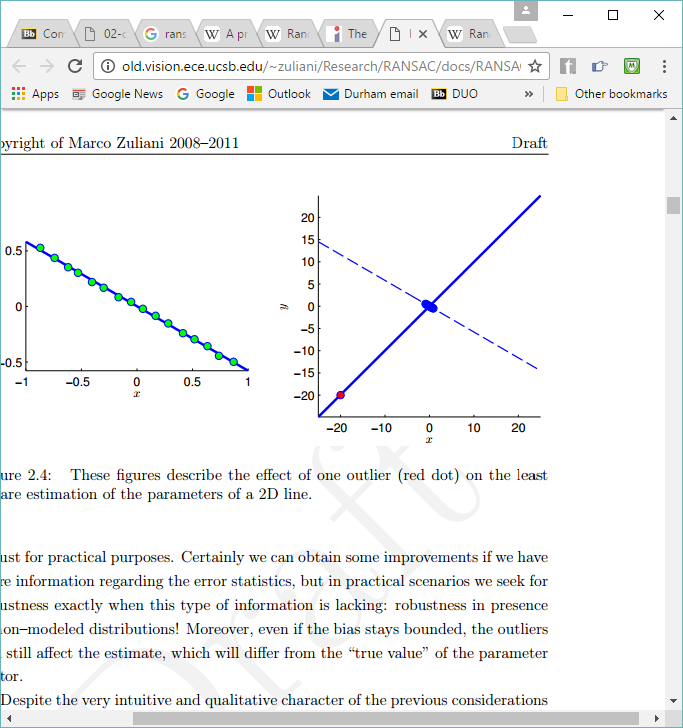 Bb Con 02-c G rans W A pr W Ran i The W Ran
old.vision.ece.ucsb.edu/~zuliani/Research/RANSAC/docs/RANSA
Apps Google News G Google Outlook Durham email Bb DUO » Other bookmarks
pyright of Marco Zuliani 2008–2011 Draft
0.5
0
-0.5
−1 −0.5 0 0.5 1
x
20
15
10
5
0
−5
−10
−15
−20
y
−20 −10 0 10 20
x
ure 2.4: These figures describe the effect of one outlier (red dot) on the least
are estimation of the parameters of a 2D line.
Draft
ust for practical purposes. Certainly we can obtain some improvements if we have
re information regarding the error statistics, but in practical scenarios we seek for
ustness exactly when this type of information is lacking: robustness in presence
non–modeled distributions! Moreover, even if the bias stays bounded, the outliers
still affect the estimate, which will differ from the “true value” of the parameter
tor.
Despite the very intuitive and qualitative character of the previous considerations